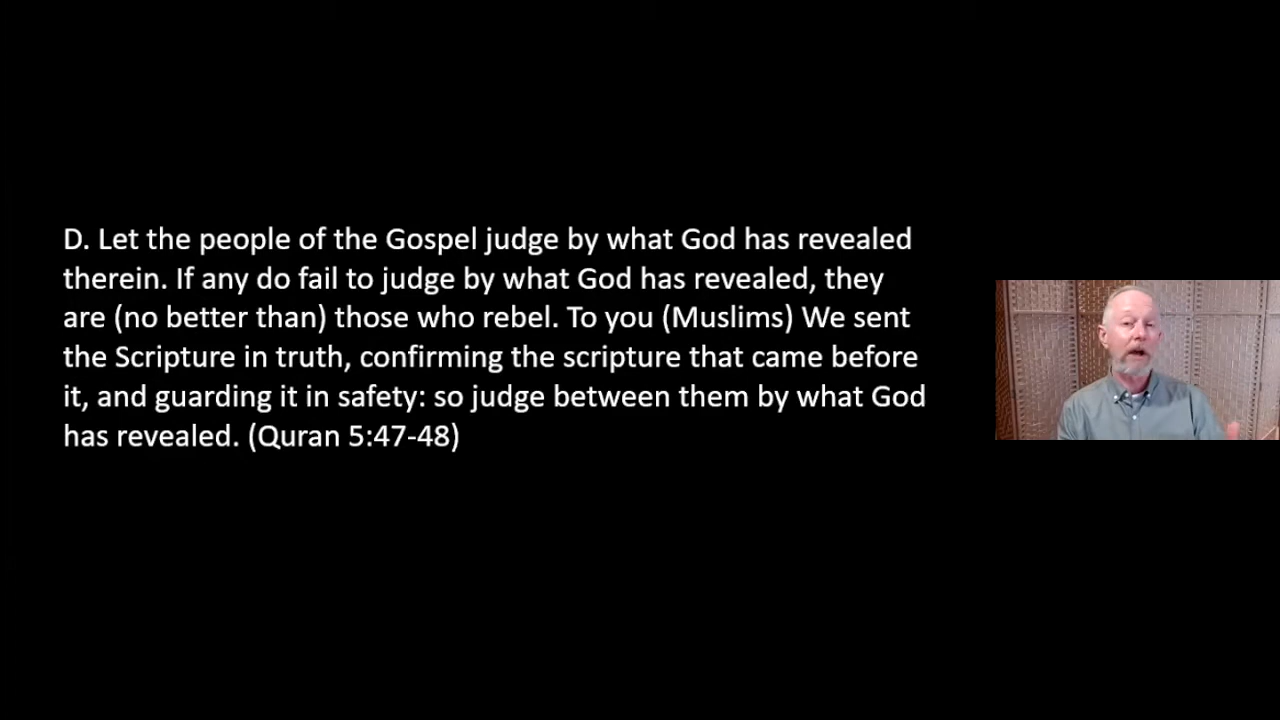 D. Let the people of the Gospel judge by what God has revealed
therein. If any do fail to judge by what God has revealed, they
are (no better than) those who rebel. To you (Muslims) We sent
the Scripture in truth, confirming the scripture that came before
it, and guarding it in safety: so judge between them by what God
has revealed. (Quran 5:47-48)